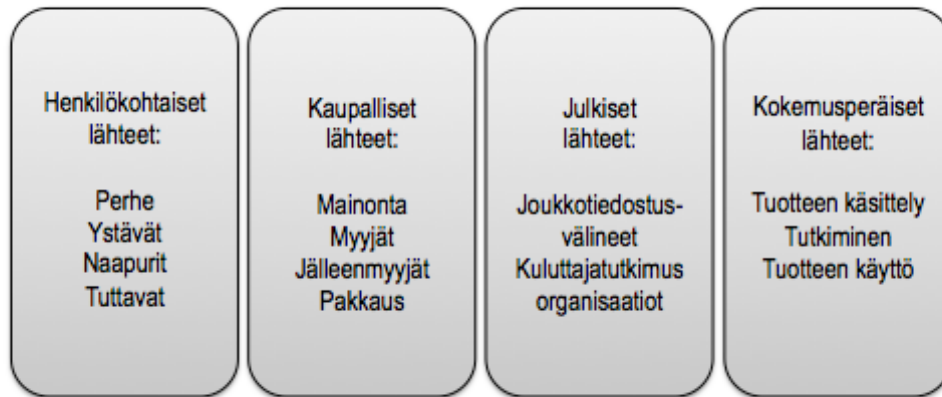 Henkilökohtaiset
lähteet:
Perhe
Ystävät
Naapurit
Tuttavat
Kaupalliset
lähteet:
Mainonta
Myyjät
Jälleenmyyjät
Pakkaus
Julkiset
lähteet:
Joukkotiedostus-
välineet
Kuluttajatutkimus
organisaatiot
Kokemusperäiset
lähteet:
Tuotteen käsittely
Tutkiminen
Tuotteen käyttö